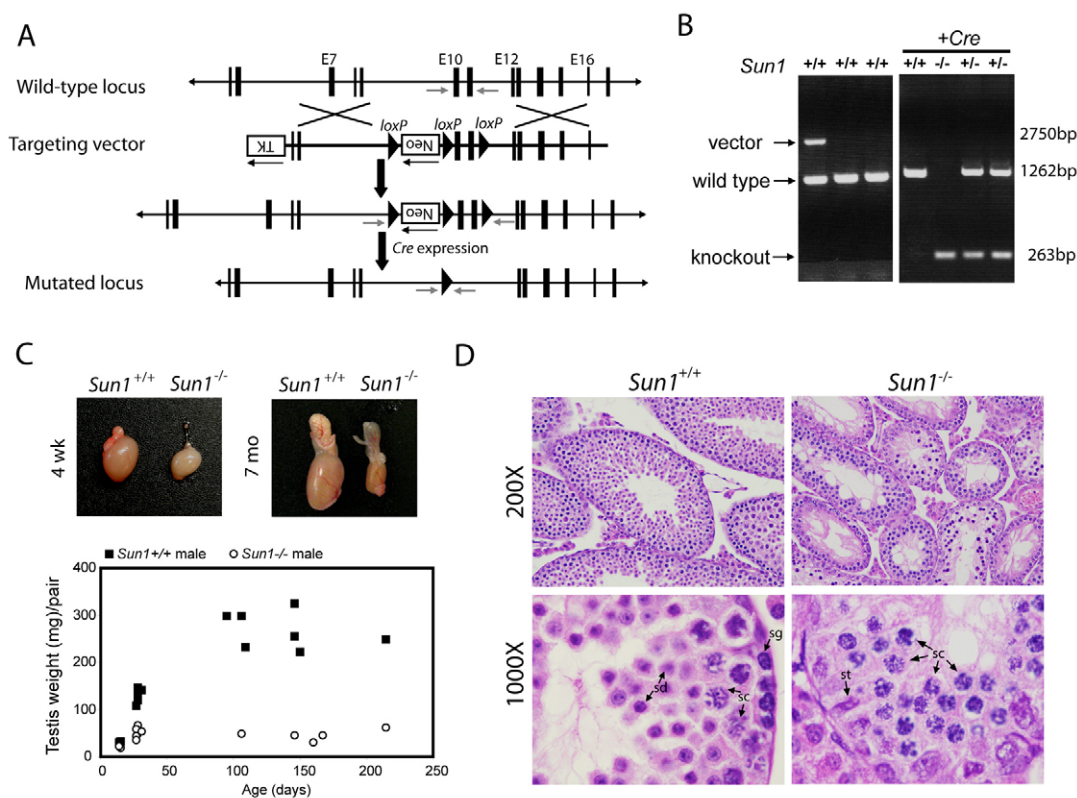 A
E7 E10 E12 E16
Wild-type locus
loxP loxP loxP
Targeting vector
TK Neo
Neo
Cre expression
Mutated locus
B
+Cre
Sun1 +/+ +/+ +/+ +/+ -/- +/- +/-
vector 2750bp
wild type 1262bp
knockout 263bp
C
Sun1+/+ Sun1-/- Sun1+/+ Sun1-/-
4 wk 7 mo
■ Sun1+/+ male ○ Sun1-/- male
Testis weight (mg)/pair
400
300
200
100
0
0 50 100 150 200 250
Age (days)
D
Sun1+/+ Sun1-/-
200X
1000X
sg
sd
sc
sc
st